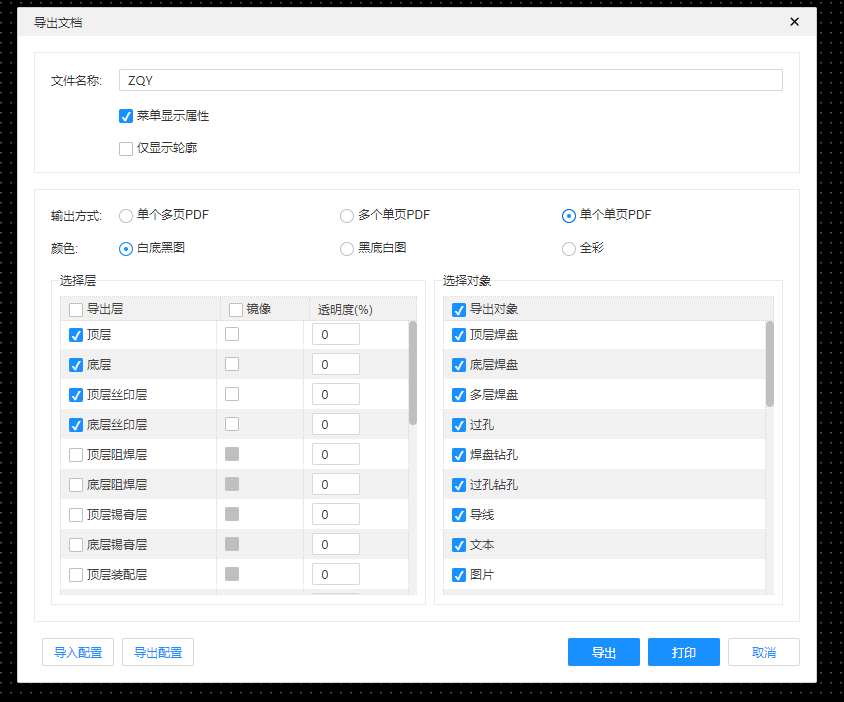 导出文档
文件名称: ZQY
菜单显示属性
仅显示轮廓
输出方式: 单个多页PDF 多个单页PDF 单个单页PDF
颜色: 白底黑图 黑底白图 全彩
选择层 选择对象
导出层 镜像 透明度(%) 导出对象
顶层 0 顶层焊盘
底层 0 底层焊盘
顶层丝印层 0 多层焊盘
底层丝印层 0 过孔
顶层阻焊层 0 焊盘钻孔
底层阻焊层 0 过孔钻孔
顶层锡膏层 0 导线
底层锡膏层 0 文本
顶层装配层 0 图片
导入配置 导出配置 导出 打印 取消